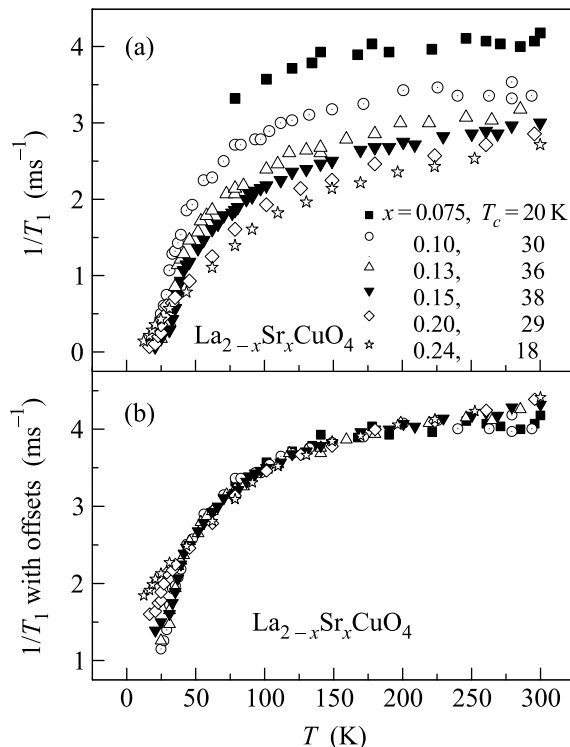 (a)
4
3
2
1
0
1/T₁ (ms⁻¹)
x = 0.075, T_c = 20 K
0.10, 30
0.13, 36
0.15, 38
0.20, 29
0.24, 18
La₂₋ₓSrₓCuO₄
(b)
4
3
2
1
1/T₁ with offsets (ms⁻¹)
La₂₋ₓSrₓCuO₄
0 50 100 150 200 250 300
T (K)